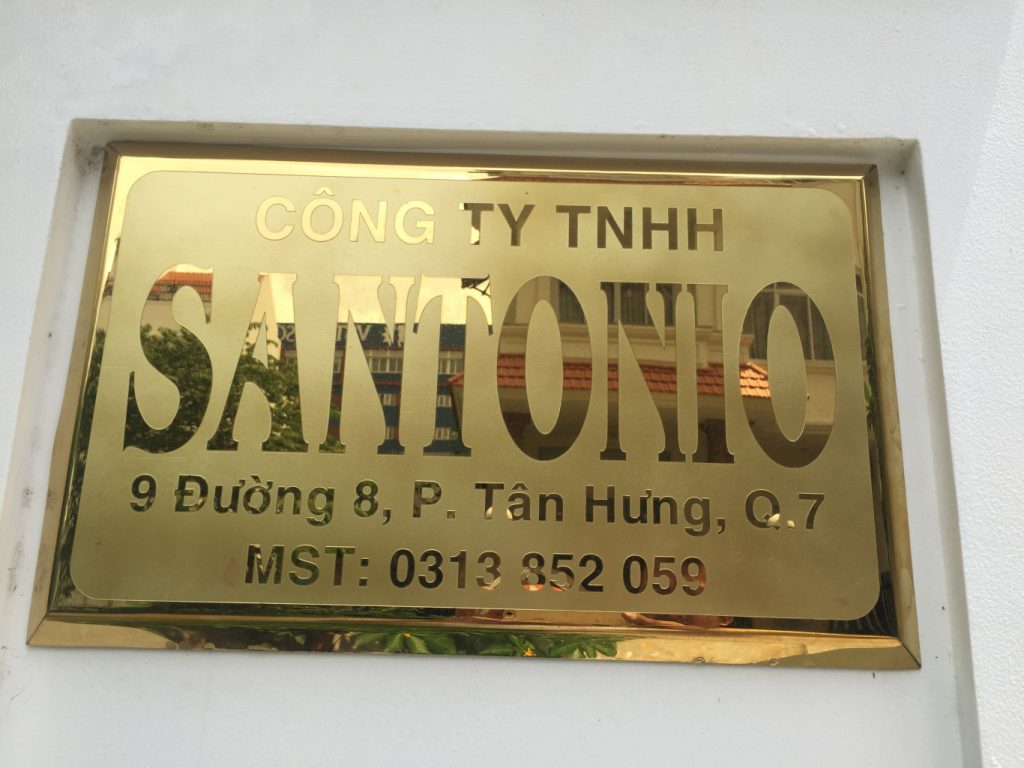 CÔNG TY TNHH
SANTONIO
9 Đường 8, P. Tân Hưng, Q.7
MST: 0313 852 059